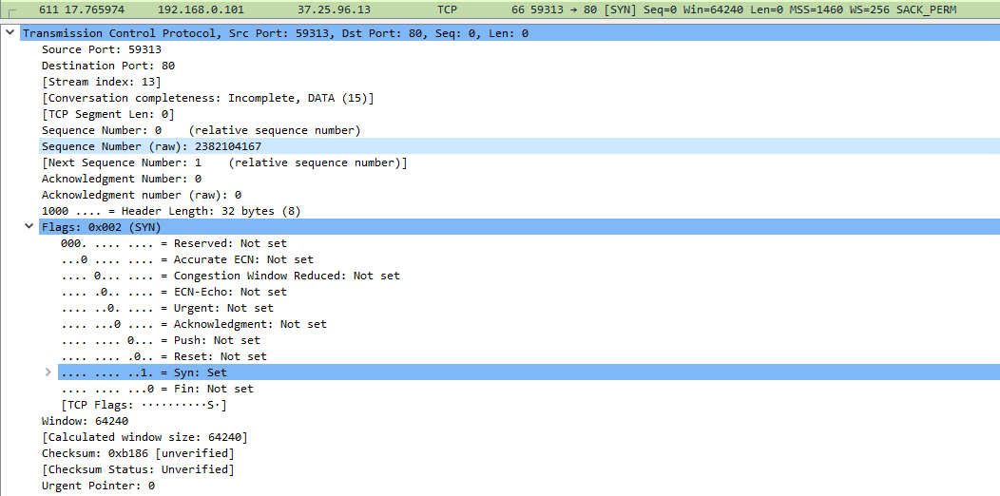 611 17.765974 192.168.0.101 37.25.96.13 TCP 66 59313 → 80 [SYN] Seq=0 Win=64240 Len=0 MSS=1460 WS=256 SACK_PERM
Transmission Control Protocol, Src Port: 59313, Dst Port: 80, Seq: 0, Len: 0
Source Port: 59313
Destination Port: 80
[Stream index: 13]
[Conversation completeness: Incomplete, DATA (15)]
[TCP Segment Len: 0]
Sequence Number: 0 (relative sequence number)
Sequence Number (raw): 2382104167
[Next Sequence Number: 1 (relative sequence number)]
Acknowledgment Number: 0
Acknowledgment number (raw): 0
1000 .... = Header Length: 32 bytes (8)
Flags: 0x002 (SYN)
000. .... .... = Reserved: Not set
...0 .... .... = Accurate ECN: Not set
.... 0... .... = Congestion Window Reduced: Not set
.... .0.. .... = ECN-Echo: Not set
.... ..0. .... = Urgent: Not set
.... ...0 .... = Acknowledgment: Not set
.... .... 0... = Push: Not set
.... .... .0.. = Reset: Not set
.... .... ..1. = Syn: Set
.... .... ...0 = Fin: Not set
[TCP Flags: ··········S·]
Window: 64240
[Calculated window size: 64240]
Checksum: 0xb186 [unverified]
[Checksum Status: Unverified]
Urgent Pointer: 0